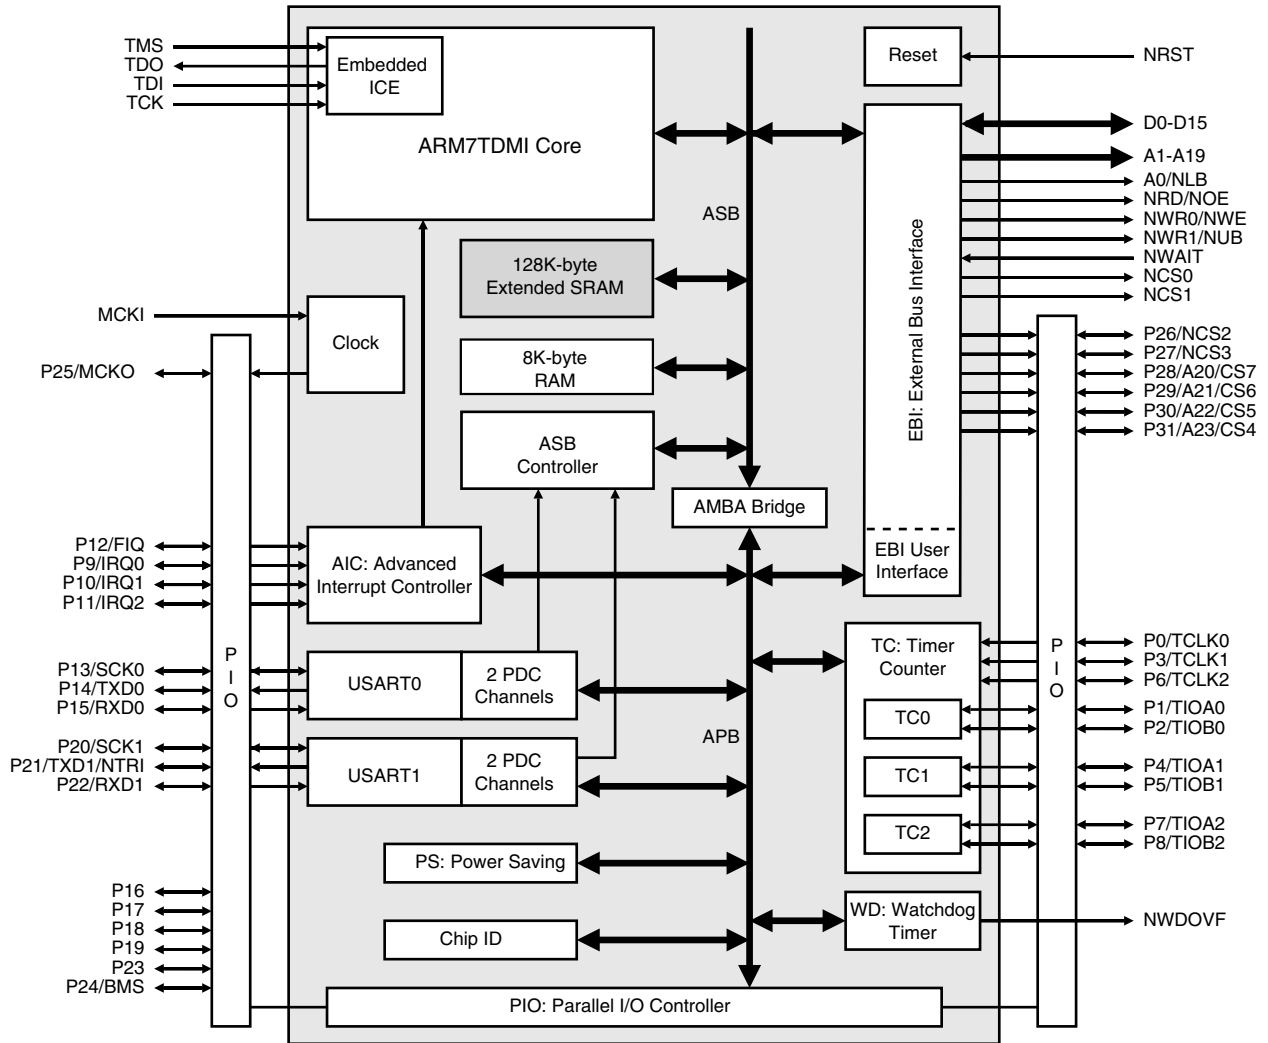 TMS
TDO
TDI
TCK
Embedded
ICE
ARM7TDMI Core
Reset
NRST
D0-D15
A1-A19
A0/NLB
NRD/NOE
NWR0/NWE
NWR1/NUB
NWAIT
NCS0
NCS1
ASB
EBI: External Bus Interface
128K-byte
Extended SRAM
MCKI
Clock
P25/MCKO
8K-byte
RAM
P26/NCS2
P27/NCS3
P28/A20/CS7
P29/A21/CS6
P30/A22/CS5
P31/A23/CS4
ASB
Controller
AMBA Bridge
P12/FIQ
P9/IRQ0
P10/IRQ1
P11/IRQ2
AIC: Advanced
Interrupt Controller
EBI User
Interface
P
I
O
P13/SCK0
P14/TXD0
P15/RXD0
USART0
2 PDC
Channels
TC: Timer
Counter
P
I
O
P0/TCLK0
P3/TCLK1
P6/TCLK2
TC0
P1/TIOA0
P2/TIOB0
APB
P20/SCK1
P21/TXD1/NTRI
P22/RXD1
USART1
2 PDC
Channels
TC1
P4/TIOA1
P5/TIOB1
TC2
P7/TIOA2
P8/TIOB2
PS: Power Saving
P16
P17
P18
P19
P23
P24/BMS
Chip ID
WD: Watchdog
Timer
NWDOVF
PIO: Parallel I/O Controller